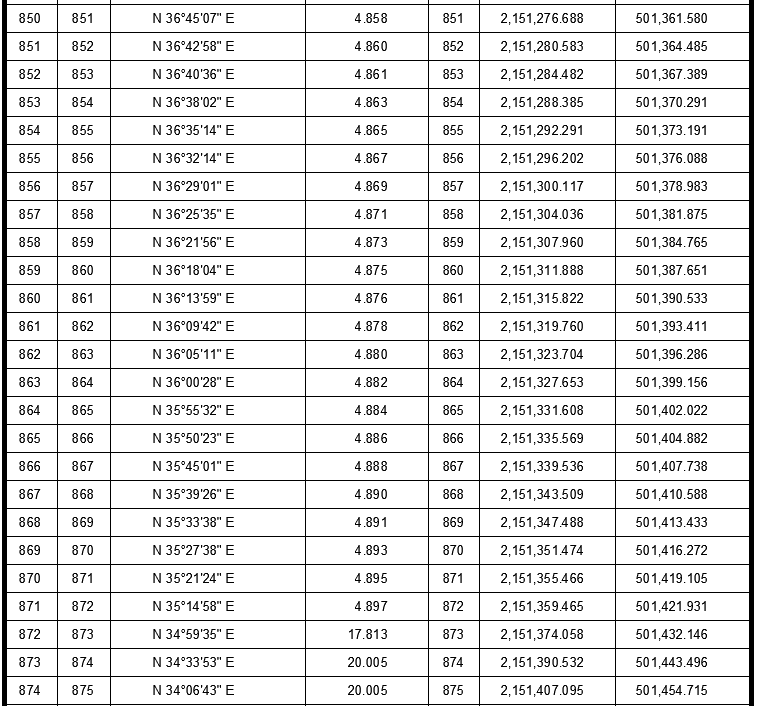 850 851 N 36°45'07" E 4.858 851 2,151,276.688 501,361.580
851 852 N 36°42'58" E 4.860 852 2,151,280.583 501,364.485
852 853 N 36°40'36" E 4.861 853 2,151,284.482 501,367.389
853 854 N 36°38'02" E 4.863 854 2,151,288.385 501,370.291
854 855 N 36°35'14" E 4.865 855 2,151,292.291 501,373.191
855 856 N 36°32'14" E 4.867 856 2,151,296.202 501,376.088
856 857 N 36°29'01" E 4.869 857 2,151,300.117 501,378.983
857 858 N 36°25'35" E 4.871 858 2,151,304.036 501,381.875
858 859 N 36°21'56" E 4.873 859 2,151,307.960 501,384.765
859 860 N 36°18'04" E 4.875 860 2,151,311.888 501,387.651
860 861 N 36°13'59" E 4.876 861 2,151,315.822 501,390.533
861 862 N 36°09'42" E 4.878 862 2,151,319.760 501,393.411
862 863 N 36°05'11" E 4.880 863 2,151,323.704 501,396.286
863 864 N 36°00'28" E 4.882 864 2,151,327.653 501,399.156
864 865 N 35°55'32" E 4.884 865 2,151,331.608 501,402.022
865 866 N 35°50'23" E 4.886 866 2,151,335.569 501,404.882
866 867 N 35°45'01" E 4.888 867 2,151,339.536 501,407.738
867 868 N 35°39'26" E 4.890 868 2,151,343.509 501,410.588
868 869 N 35°33'38" E 4.891 869 2,151,347.488 501,413.433
869 870 N 35°27'38" E 4.893 870 2,151,351.474 501,416.272
870 871 N 35°21'24" E 4.895 871 2,151,355.466 501,419.105
871 872 N 35°14'58" E 4.897 872 2,151,359.465 501,421.931
872 873 N 34°59'35" E 17.813 873 2,151,374.058 501,432.146
873 874 N 34°33'53" E 20.005 874 2,151,390.532 501,443.496
874 875 N 34°06'43" E 20.005 875 2,151,407.095 501,454.715